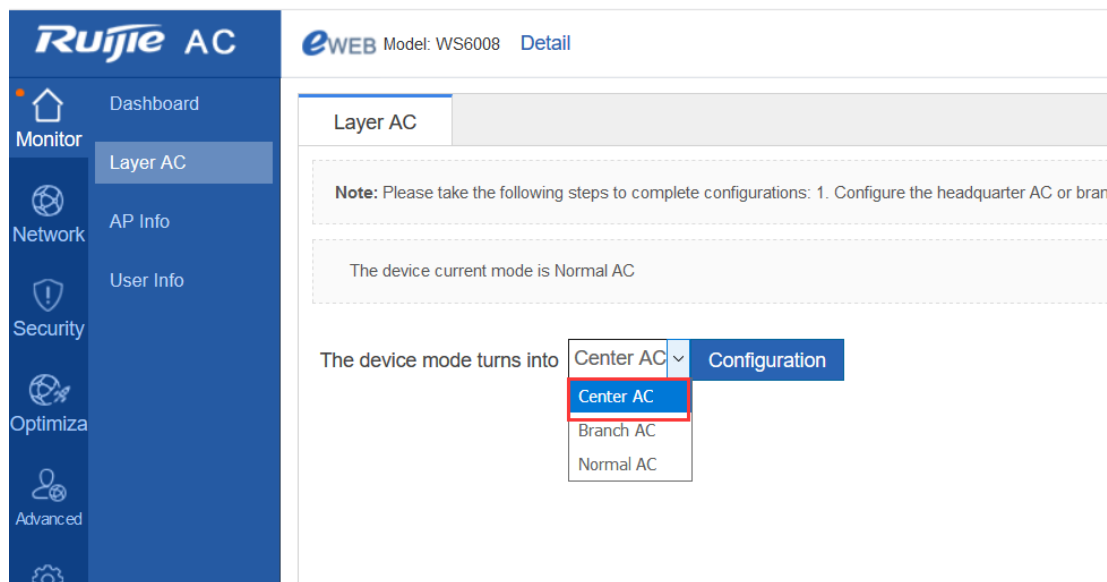 Ruijie AC
eWEB Model: WS6008 Detail
Monitor
Network
Security
Optimiza
Advanced
Dashboard
Layer AC
AP Info
User Info
Layer AC
Note: Please take the following steps to complete configurations: 1. Configure the headquarter AC or bran
The device current mode is Normal AC
The device mode turns into Center AC Configuration
Center AC
Branch AC
Normal AC